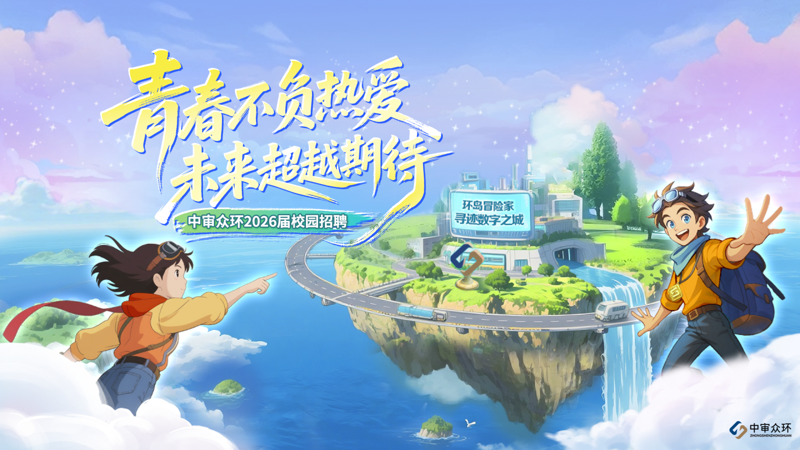 青春不负热爱
未来超越期待
中审众环2026届校园招聘
环岛冒险家
寻迹数字之城
中审众环
ZHONGSHENZHONGHUAN